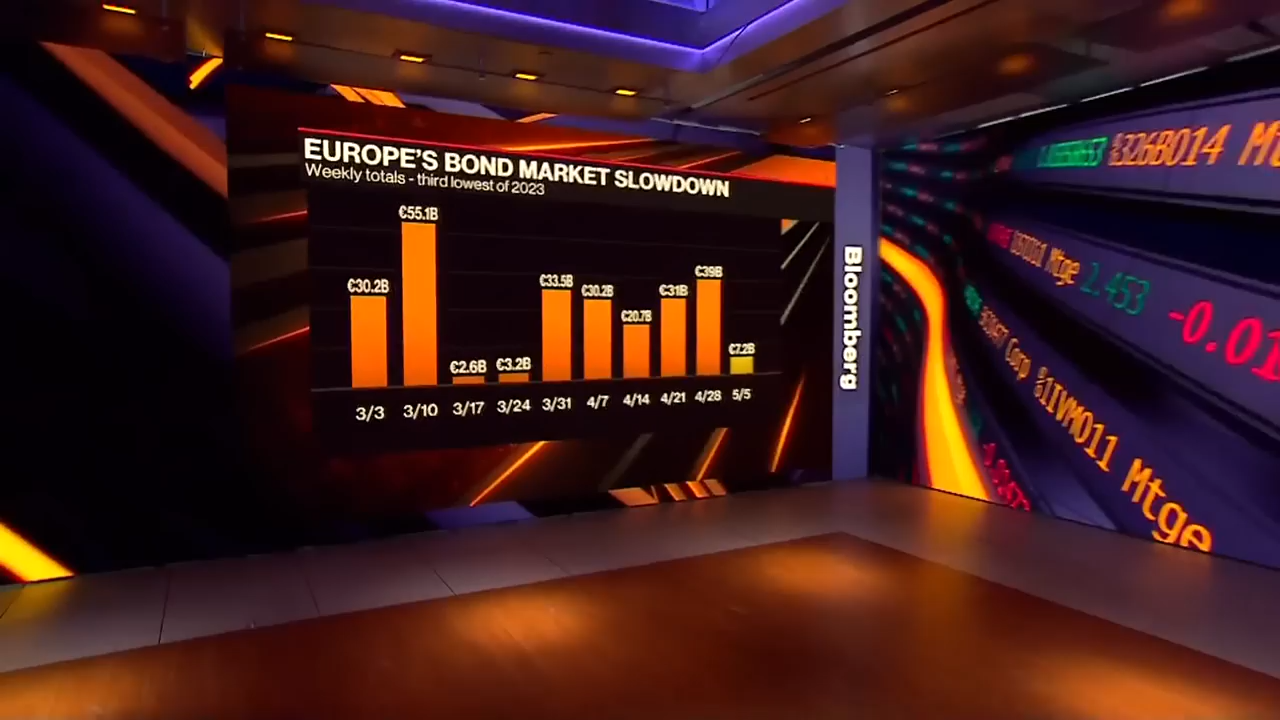 EUROPE'S BOND MARKET SLOWDOWN
Weekly totals - third lowest of 2023
€30.2B €55.1B €2.6B €3.2B €33.5B €30.2B €20.7B €31B €39B €7.2B
3/3 3/10 3/17 3/24 3/31 4/7 4/14 4/21 4/28 5/5
Bloomberg
%326B014 M
Mtge 2.453
-0.01
Corp %1IVMO11 Mtge